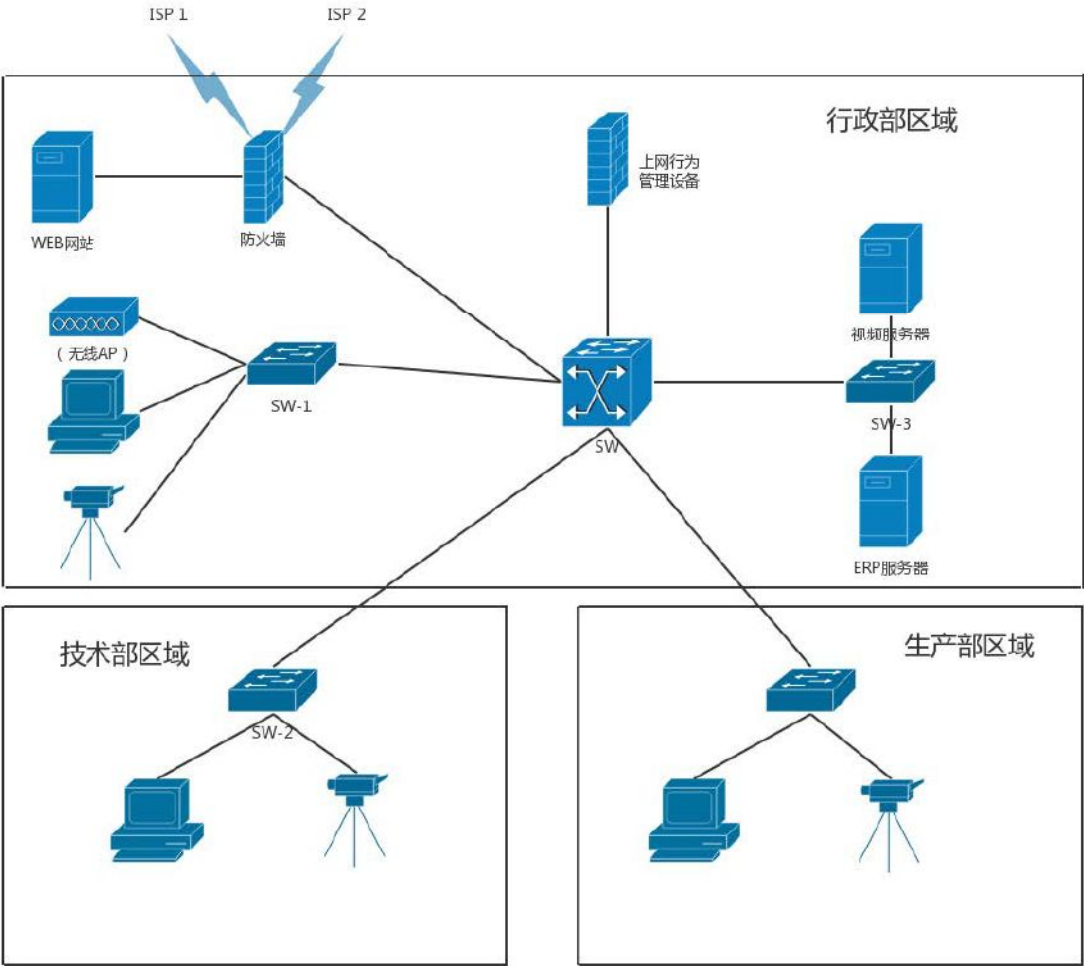 ISP 1
ISP 2
行政部区域
上网行为
管理设备
WEB网站
防火墙
(无线AP)
视频服务器
SW-1
SW-3
SW
ERP服务器
技术部区域
生产部区域
SW-2